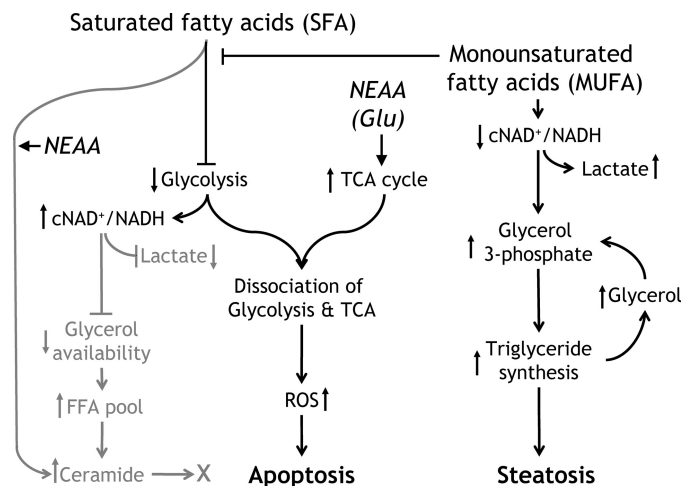 Saturated fatty acids (SFA)
Monounsaturated
fatty acids (MUFA)
NEAA
(Glu)
NEAA
↓ cNAD⁺/NADH
Lactate ↑
↓ Glycolysis
↑ TCA cycle
↑ cNAD⁺/NADH
Lactate ↓
Glycerol
↑ 3-phosphate
Dissociation of
Glycolysis & TCA
↑ Glycerol
Glycerol
↓ availability
↑ Triglyceride
synthesis
↑ FFA pool
ROS ↑
↑ Ceramide
X
Apoptosis
Steatosis